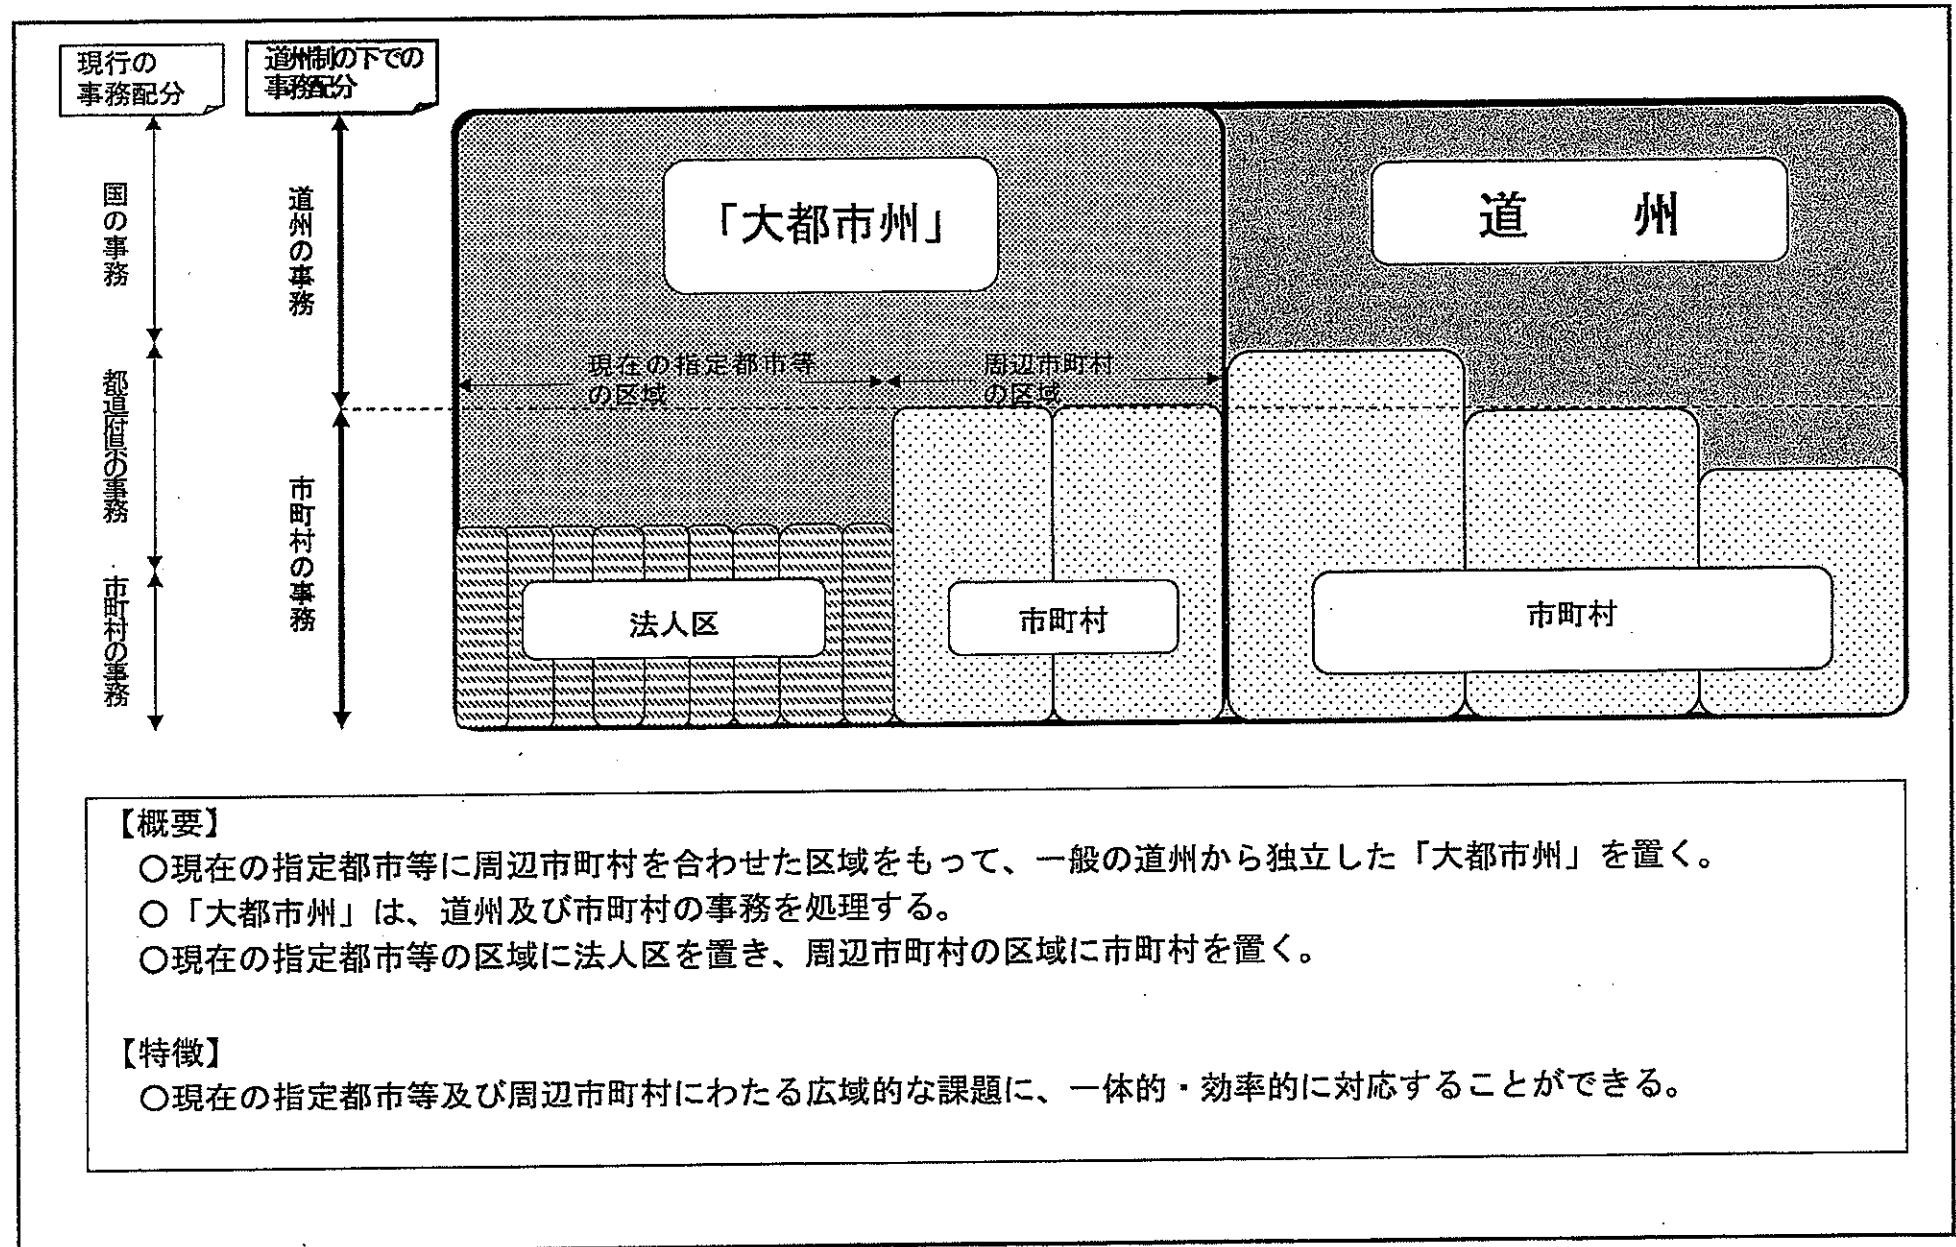 現行の
事務配分
道州制の下での
事務配分
国の事務
都道府県の事務
市町村の事務
道州の事務
市町村の事務
「大都市州」
道 州
現在の指定都市等
の区域
周辺市町村
の区域
法人区
市町村
市町村
【概要】
○現在の指定都市等に周辺市町村を合わせた区域をもって、一般の道州から独立した「大都市州」を置く。
○「大都市州」は、道州及び市町村の事務を処理する。
○現在の指定都市等の区域に法人区を置き、周辺市町村の区域に市町村を置く。
【特徴】
○現在の指定都市等及び周辺市町村にわたる広域的な課題に、一体的・効率的に対応することができる。